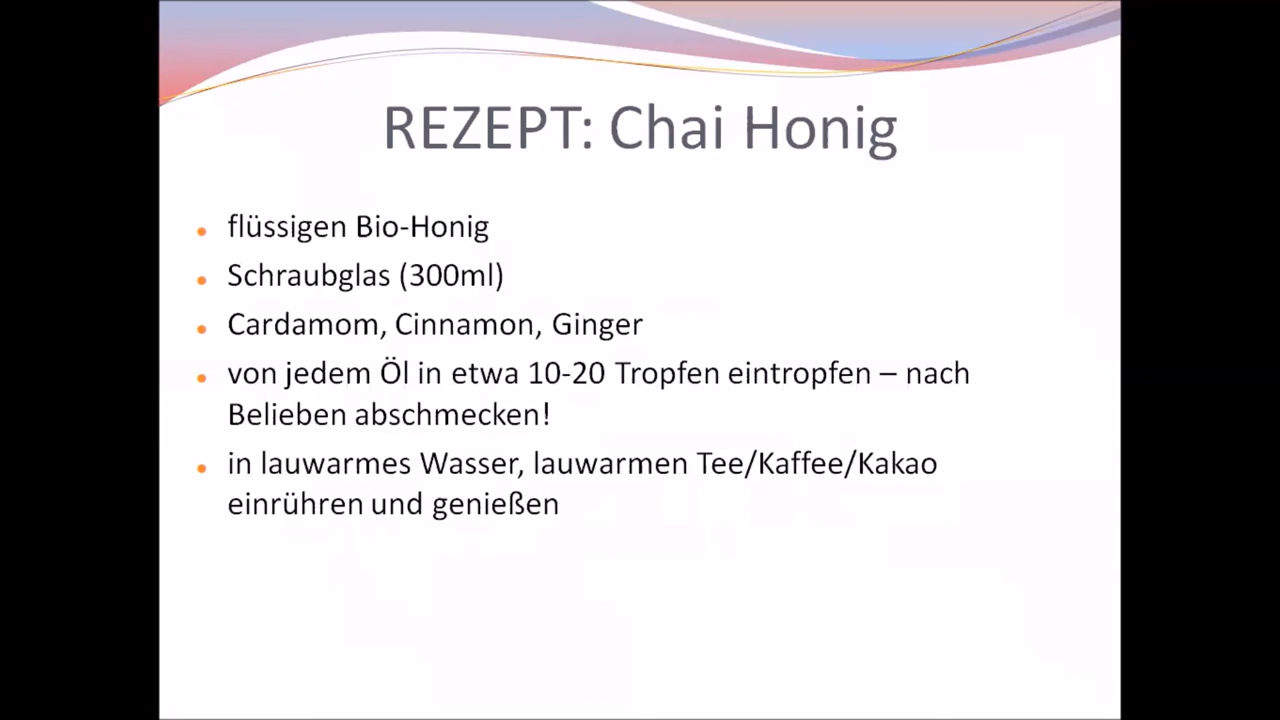 REZEPT: Chai Honig
flüssigen Bio-Honig
Schraubglas (300ml)
Cardamom, Cinnamon, Ginger
von jedem Öl in etwa 10-20 Tropfen eintropfen – nach
Belieben abschmecken!
in lauwarmes Wasser, lauwarmen Tee/Kaffee/Kakao
einrühren und genießen